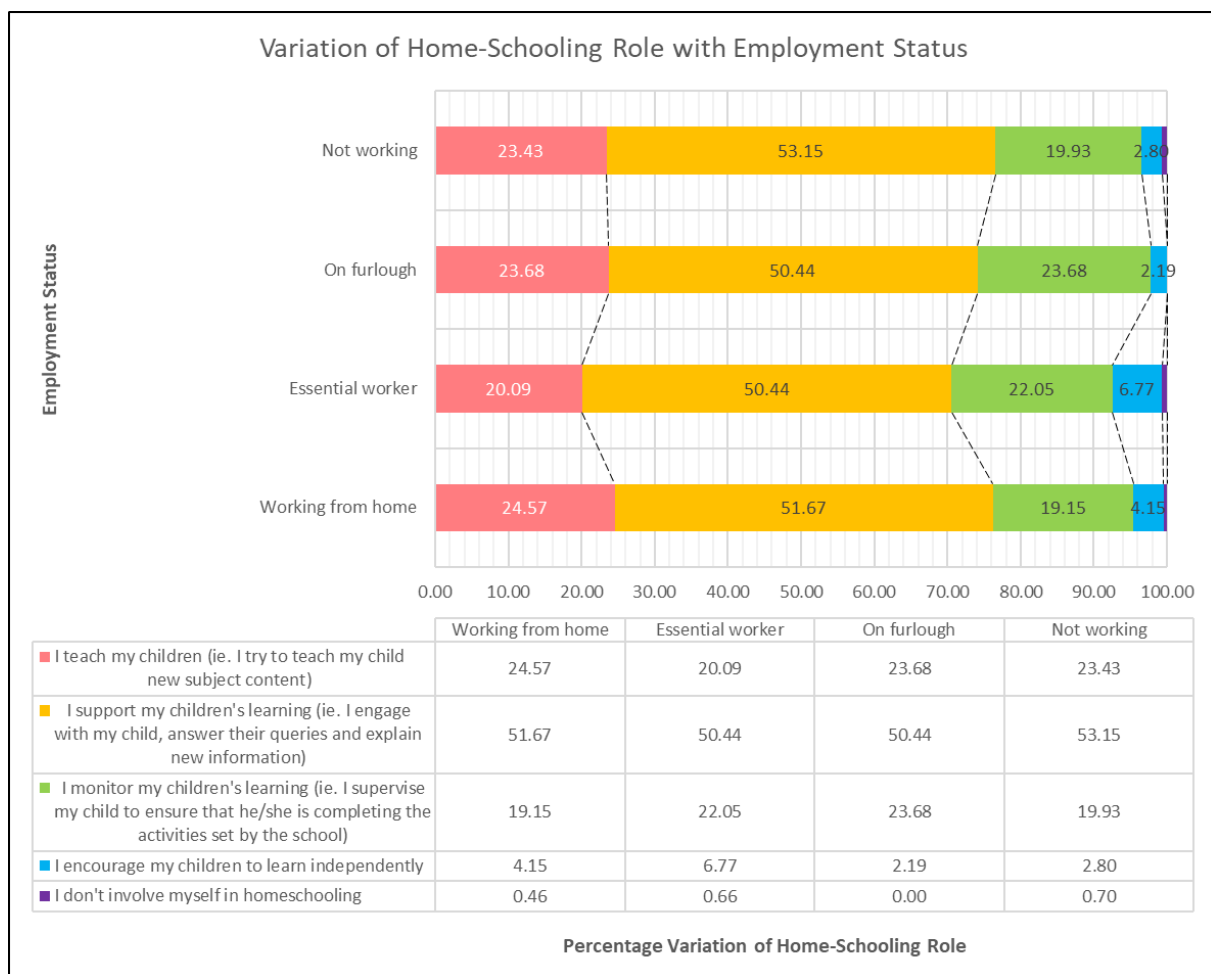 Variation of Home-Schooling Role with Employment Status
Employment Status
Not working
23.43 53.15 19.93 2.80
On furlough
23.68 50.44 23.68 2.19
Essential worker
20.09 50.44 22.05 6.77
Working from home
24.57 51.67 19.15 4.15
0.00 10.00 20.00 30.00 40.00 50.00 60.00 70.00 80.00 90.00 100.00
Working from home Essential worker On furlough Not working
I teach my children (ie. I try to teach my child
new subject content)
24.57 20.09 23.68 23.43
I support my children's learning (ie. I engage
with my child, answer their queries and explain
new information)
51.67 50.44 50.44 53.15
I monitor my children's learning (ie. I supervise
my child to ensure that he/she is completing the
activities set by the school)
19.15 22.05 23.68 19.93
I encourage my children to learn independently
4.15 6.77 2.19 2.80
I don't involve myself in homeschooling
0.46 0.66 0.00 0.70
Percentage Variation of Home-Schooling Role